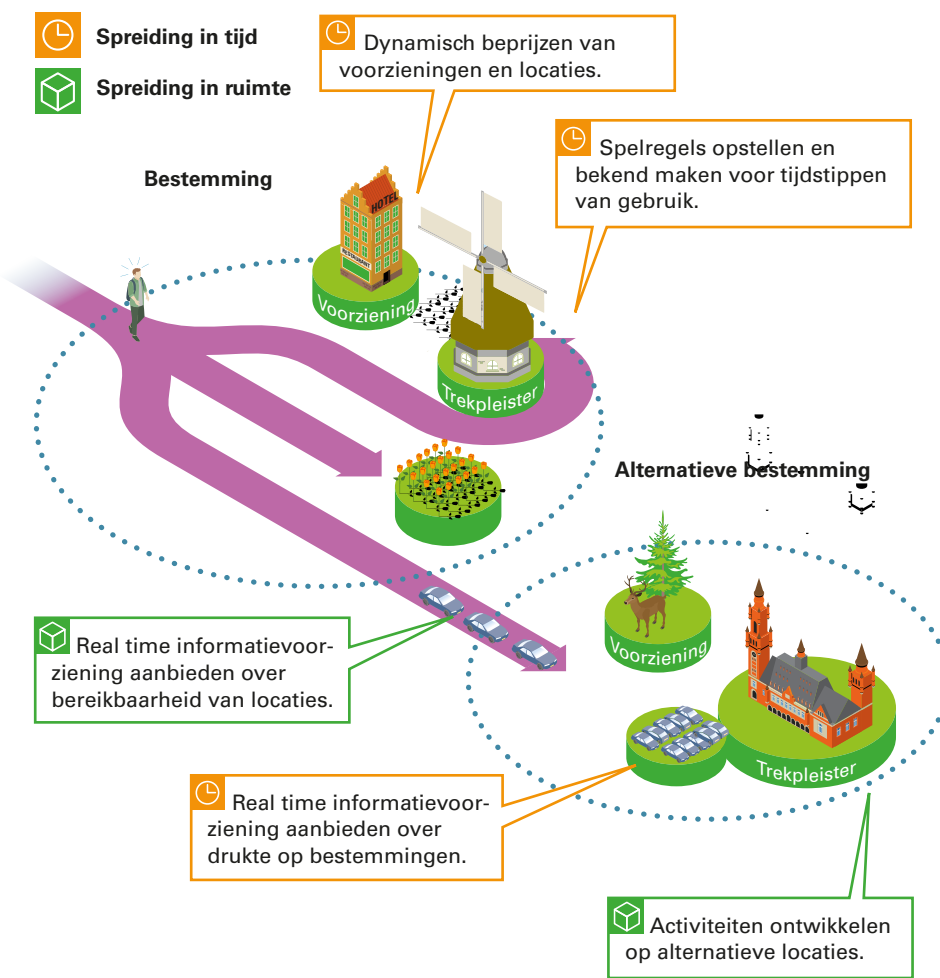 Spreiding in tijd
Spreiding in ruimte
Dynamisch beprijzen van
voorzieningen en locaties.
Spelregels opstellen en
bekend maken voor tijdstippen
van gebruik.
Bestemming
HOTEL
RESTAURANT
Voorziening
Trekpleister
Alternatieve bestemming
Voorziening
Trekpleister
Real time informatievoor-
ziening aanbieden over
bereikbaarheid van locaties.
Real time informatievoor-
ziening aanbieden over
drukte op bestemmingen.
Activiteiten ontwikkelen
op alternatieve locaties.